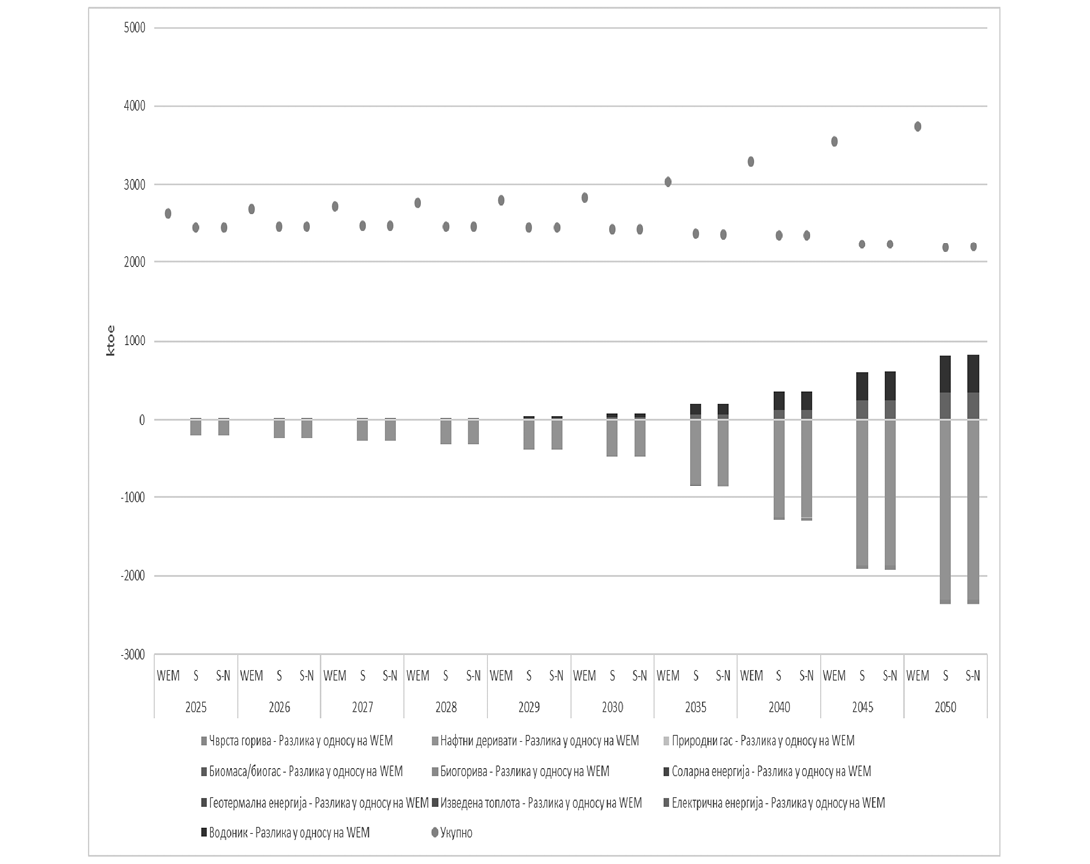 5000
4000
3000
2000
1000
0
-1000
-2000
-3000
ktoe
WEM S S-N WEM S S-N WEM S S-N WEM S S-N WEM S S-N WEM S S-N WEM S S-N WEM S S-N WEM S S-N WEM S S-N
2025 2026 2027 2028 2029 2030 2035 2040 2045 2050
Чврста горива - Разлика у односу на WEM Нафтни деривати - Разлика у односу на WEM Природни гас - Разлика у односу на WEM
Биомаса/биогас - Разлика у односу на WEM Биогорива - Разлика у односу на WEM Соларна енергија - Разлика у односу на WEM
Геотермална енергија - Разлика у односу на WEM Изведена топлота - Разлика у односу на WEM Електрична енергија - Разлика у односу на WEM
Водоник - Разлика у односу на WEM Укупно